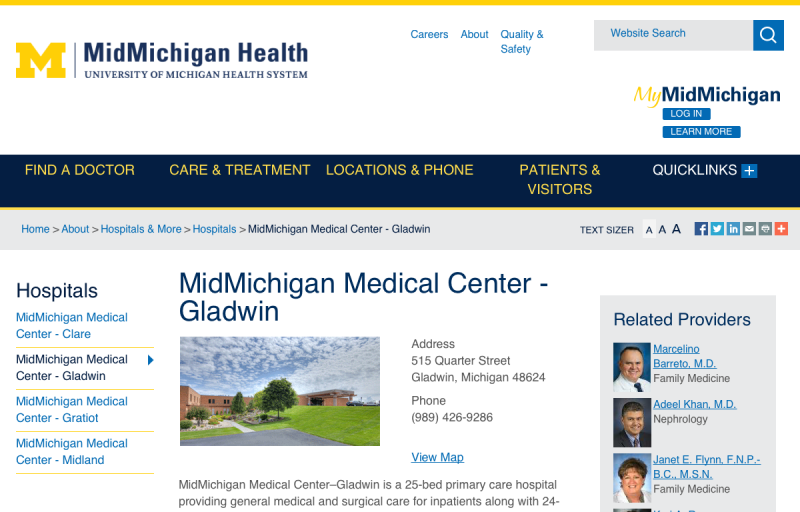 MidMichigan Health
UNIVERSITY OF MICHIGAN HEALTH SYSTEM
Careers About Quality &
Safety
Website Search
MyMidMichigan
LOG IN
LEARN MORE
FIND A DOCTOR CARE & TREATMENT LOCATIONS & PHONE PATIENTS &
VISITORS
QUICKLINKS
Home > About > Hospitals & More > Hospitals > MidMichigan Medical Center - Gladwin
TEXT SIZER A A A
Hospitals
MidMichigan Medical
Center - Clare
MidMichigan Medical
Center - Gladwin
MidMichigan Medical
Center - Gratiot
MidMichigan Medical
Center - Midland
MidMichigan Medical Center -
Gladwin
Address
515 Quarter Street
Gladwin, Michigan 48624
Phone
(989) 426-9286
View Map
MidMichigan Medical Center–Gladwin is a 25-bed primary care hospital
providing general medical and surgical care for inpatients along with 24-
Related Providers
Marcelino
Barreto, M.D.
Family Medicine
Adeel Khan, M.D.
Nephrology
Janet E. Flynn, F.N.P.-
B.C., M.S.N.
Family Medicine